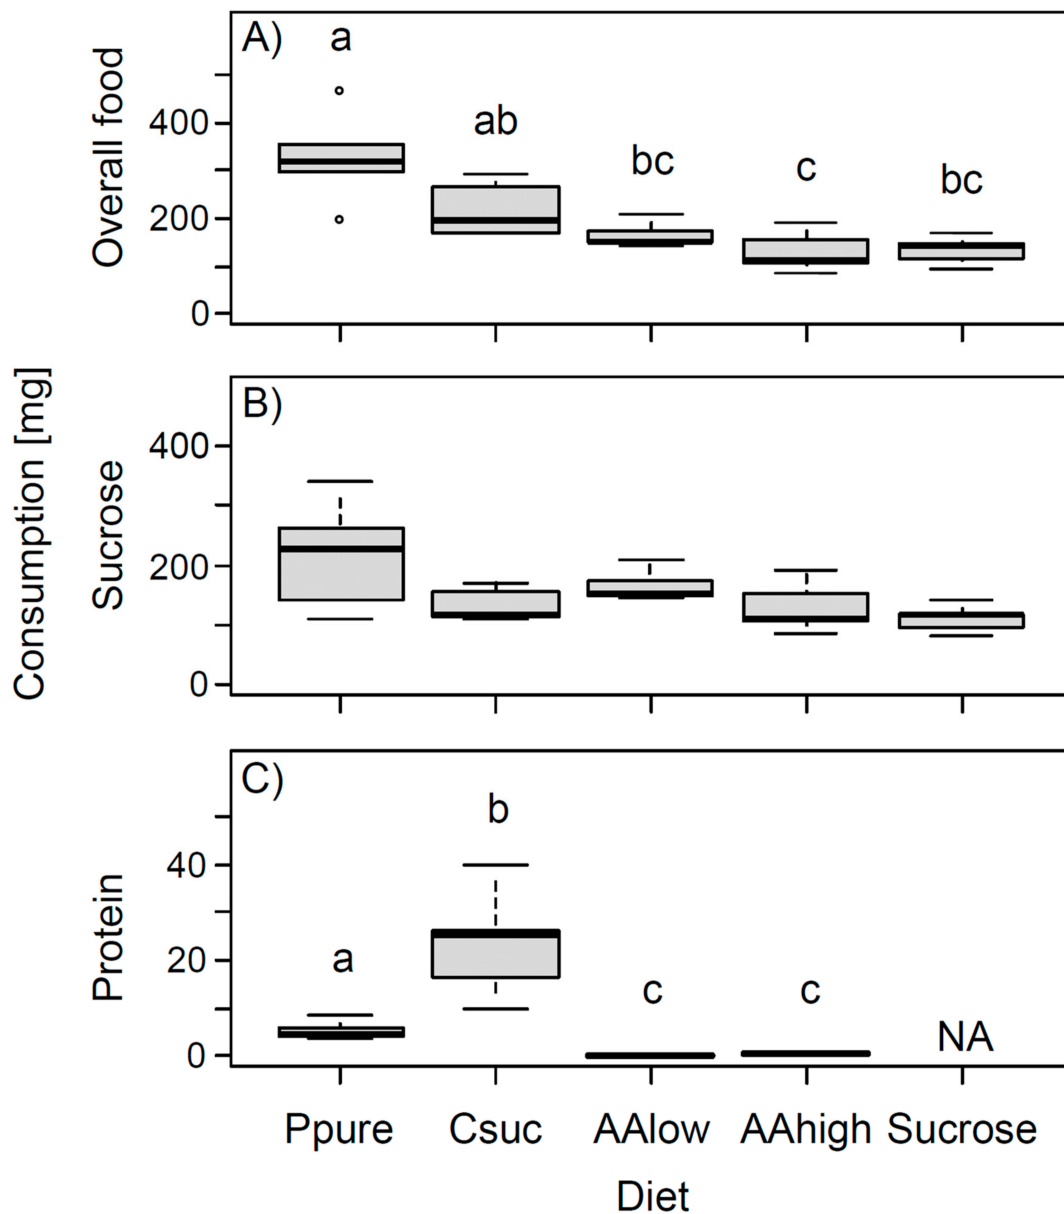 Consumption [mg]
Overall food
A)
a
ab
bc
c
bc
400
200
0
Sucrose
B)
400
200
0
Protein
C)
a
b
c
c
NA
40
20
0
Ppure Csuc AAlow AAhigh Sucrose
Diet